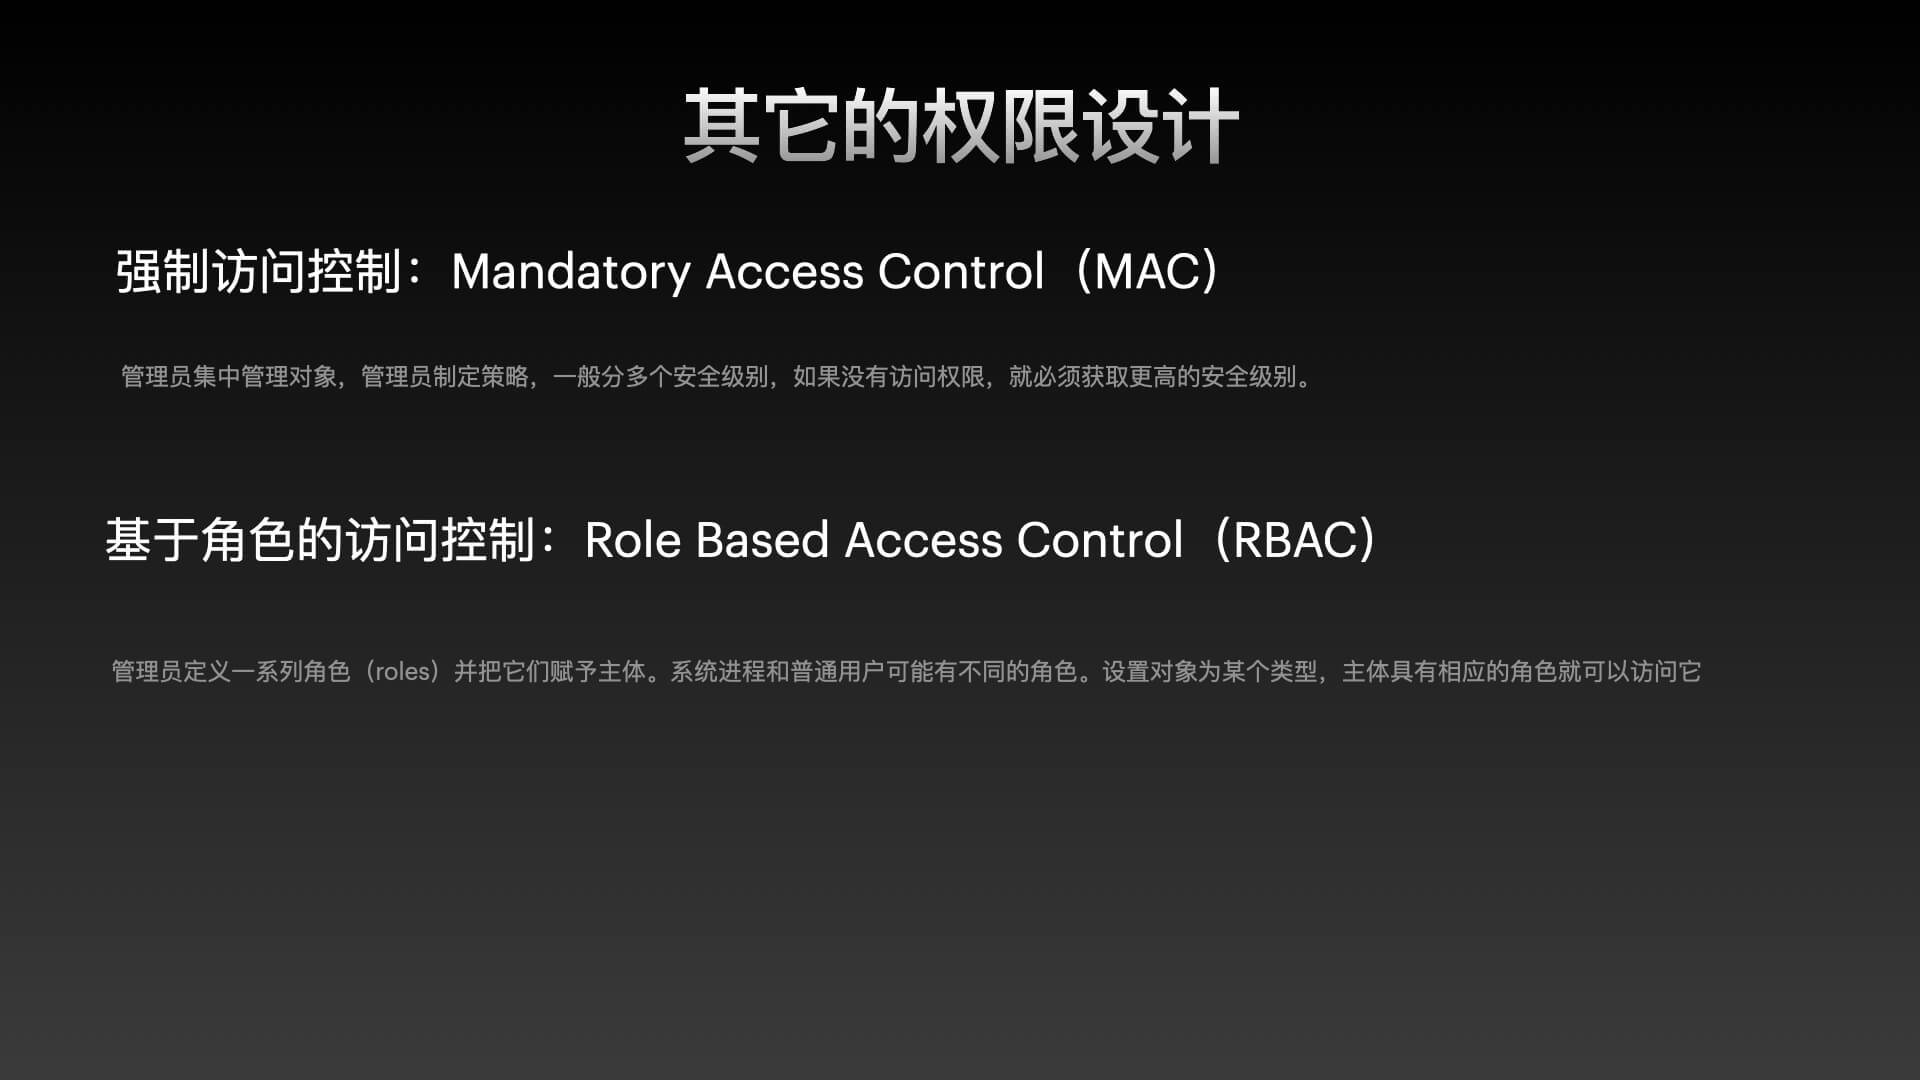 其它的权限设计
强制访问控制：Mandatory Access Control（MAC）
管理员集中管理对象，管理员制定策略，一般分多个安全级别，如果没有访问权限，就必须获取更高的安全级别。
基于角色的访问控制：Role Based Access Control（RBAC）
管理员定义一系列角色（roles）并把它们赋予主体。系统进程和普通用户可能有不同的角色。设置对象为某个类型，主体具有相应的角色就可以访问它